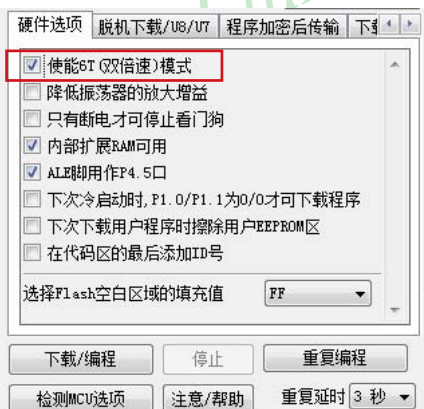 硬件选项 脱机下载/U8/U7 程序加密后传输
使能6T(双倍速)模式
降低振荡器的放大增益
只有断电才可停止看门狗
内部扩展RAM可用
ALE脚用作P4.5口
下次冷启动时,P1.0/P1.1为0/0才可下载程序
下次下载用户程序时擦除用户EEPROM区
在代码区的最后添加ID号
选择Flash空白区域的填充值 FF
下载/编程 停止 重复编程
检测MCU选项 注意/帮助 重复延时 3 秒